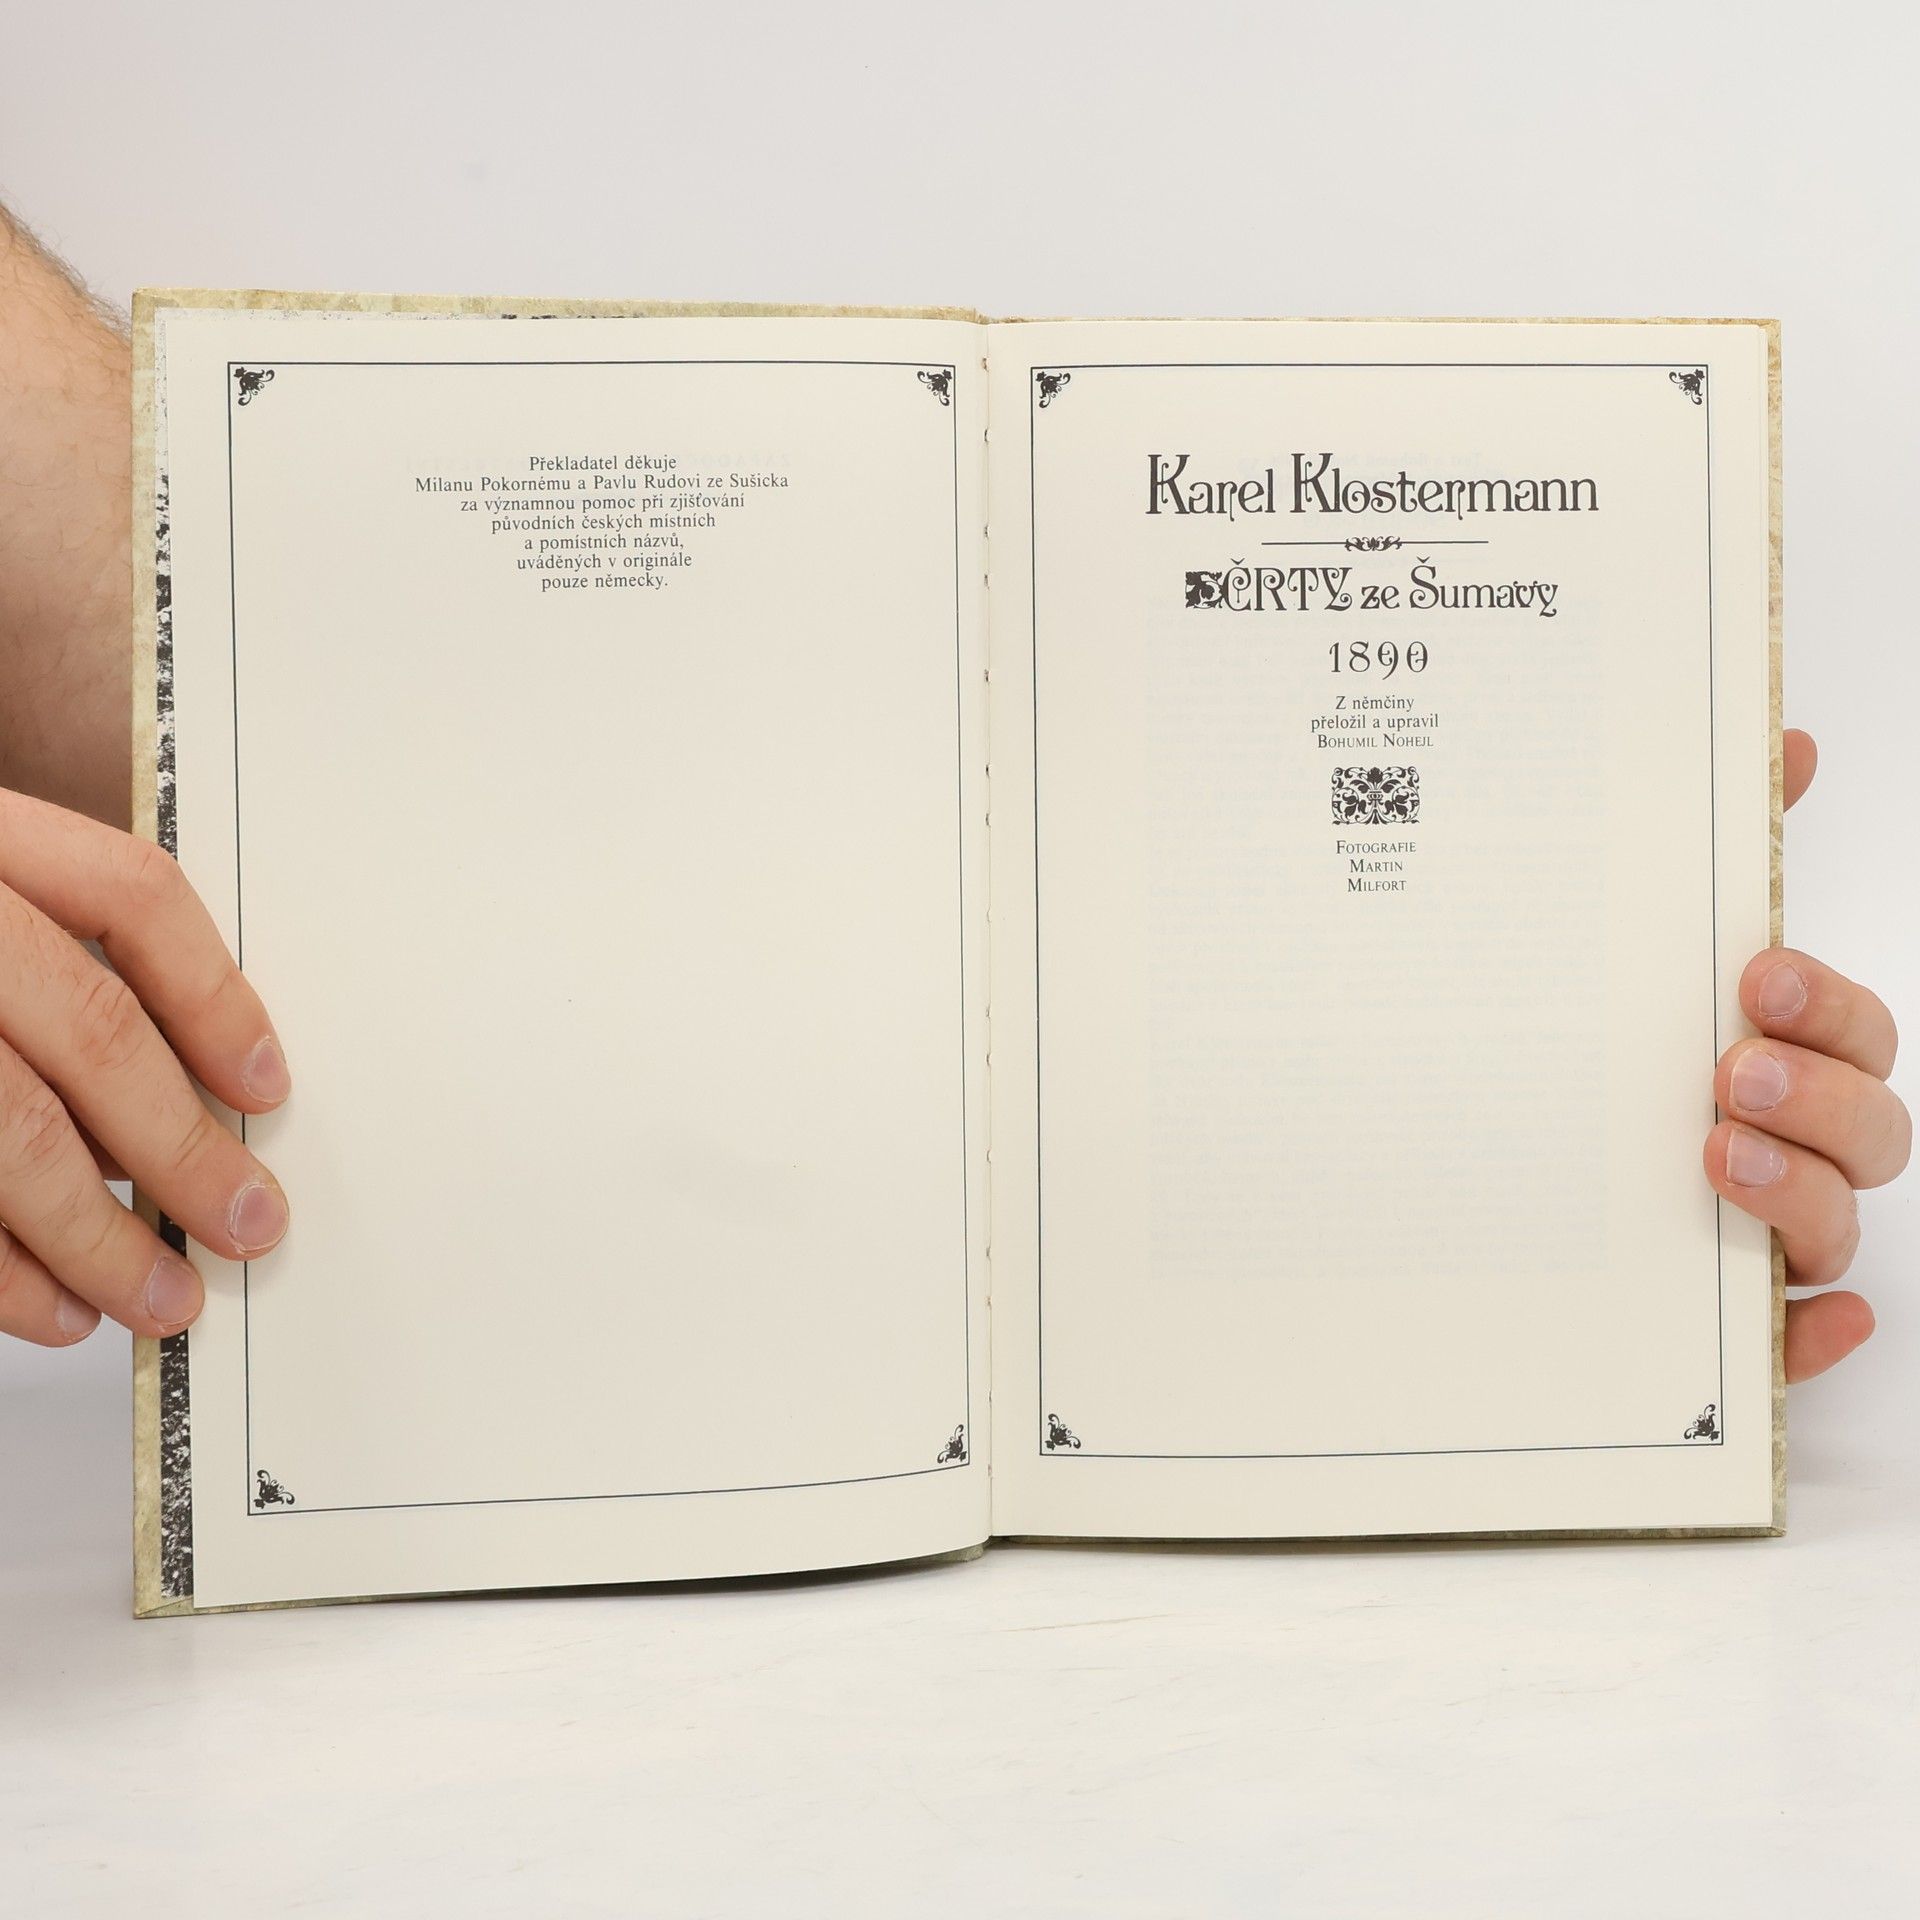 Překladatel děkuje
Milanu Pokornému a Pavlu Rudovi ze Sušicka
za významnou pomoc při zjišťování
původních českých místních
a pomístních názvů,
uváděných v originále
pouze německy.
Karel Klostermann
ČRTY ze Šumavy
1890
Z němčiny
přeložil a upravil
BOHUMIL NOHEJL
FOTOGRAFIE
MARTIN
MILFORT